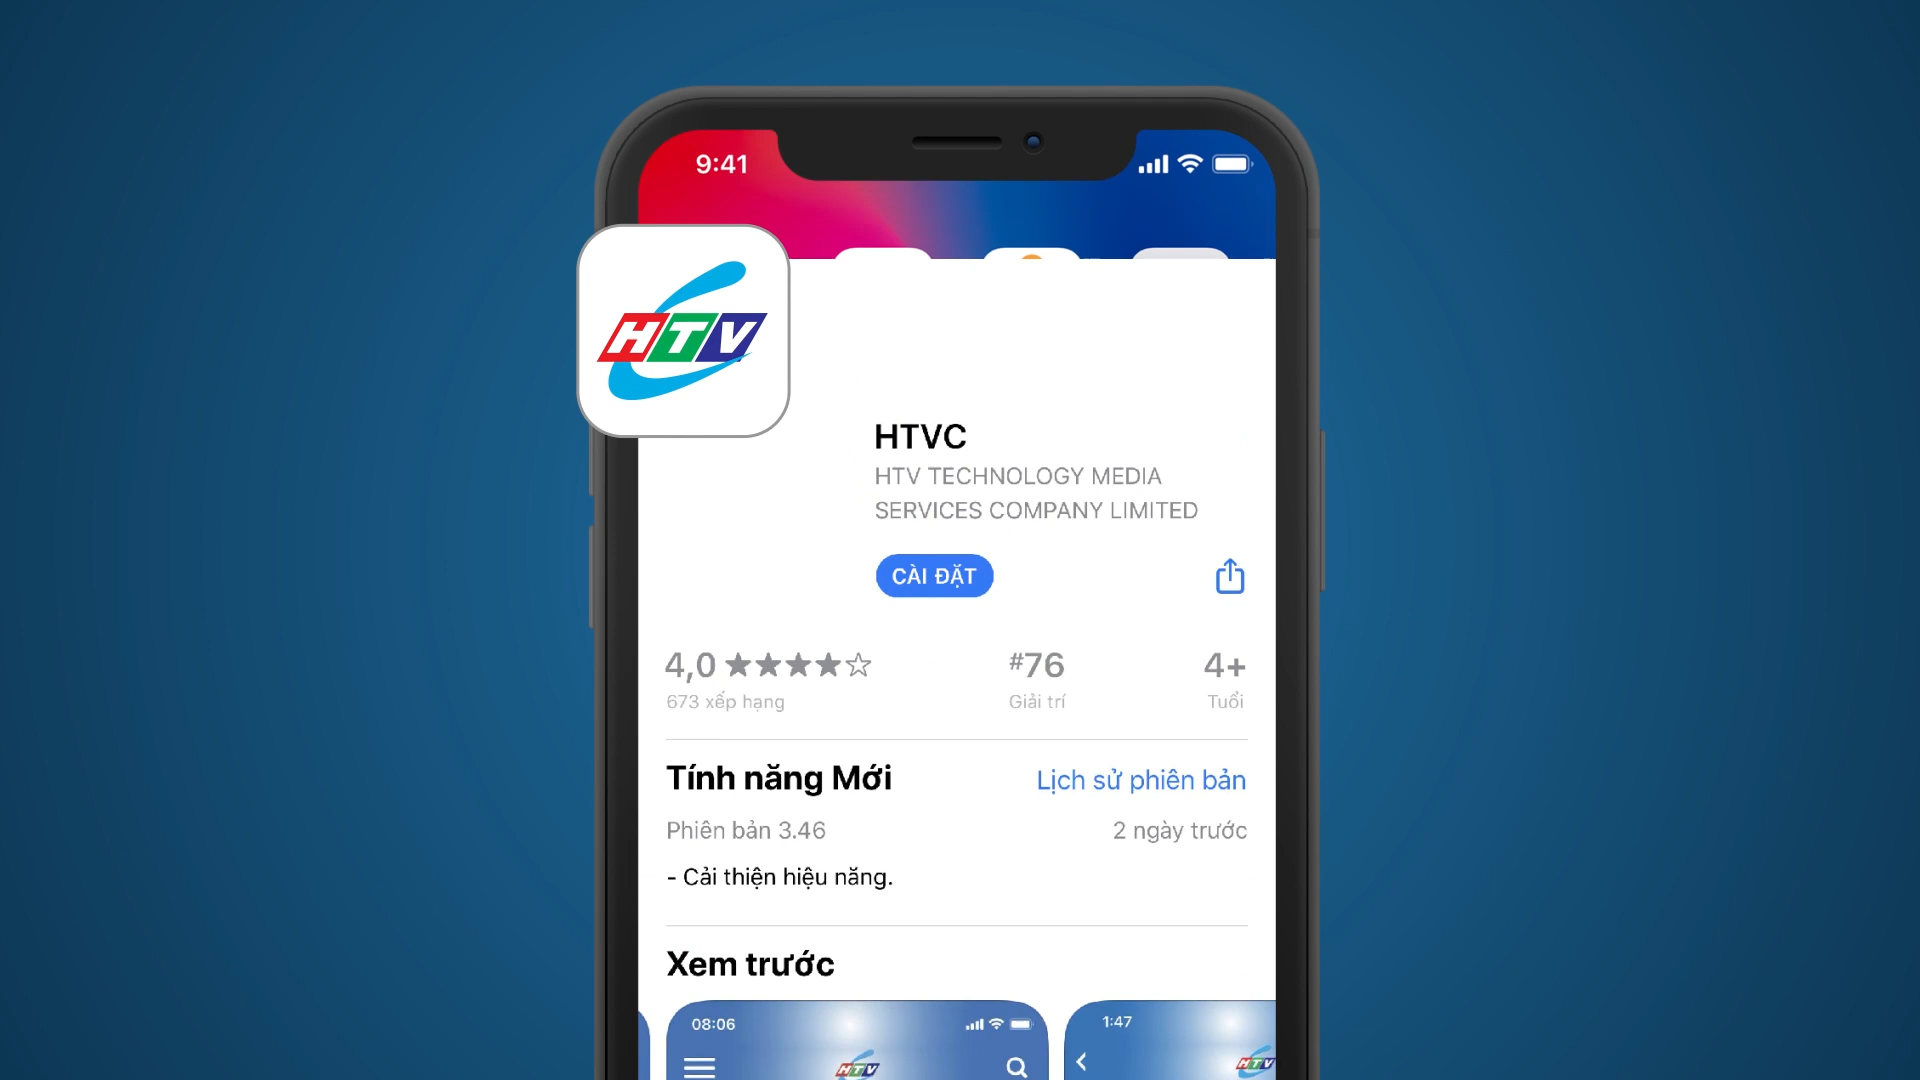 9:41
HTV
HTVC
HTV TECHNOLOGY MEDIA
SERVICES COMPANY LIMITED
CÀI ĐẶT
4,0
673 xếp hạng
#76
Giải trí
4+
Tuổi
Tính năng Mới
Lịch sử phiên bản
Phiên bản 3.46
2 ngày trước
- Cải thiện hiệu năng.
Xem trước
08:06
HTV
1:47
HTV